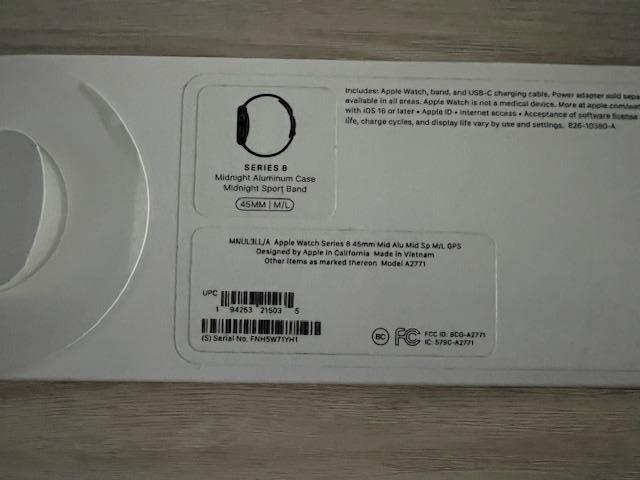 Includes: Apple Watch, band, and USB-C charging cable. Power adapter sold sepa
available in all areas. Apple Watch is not a medical device. More at apple.com/wat
with iOS 16 or later • Apple ID • Internet access • Acceptance of software license
life, charge cycles, and display life vary by use and settings. 826-10380-A
SERIES 8
Midnight Aluminum Case
Midnight Sport Band
45MM | M/L
MNUL3LL/A Apple Watch Series 8 45mm Mid Alu Mid Sp M/L GPS
Designed by Apple in California Made in Vietnam
Other items as marked thereon Model A2771
UPC
1 94253 21503 5
(S) Serial No. FNH5W71YH1
BC FC FCC ID: BCG-A2771
IC: 579C-A2771